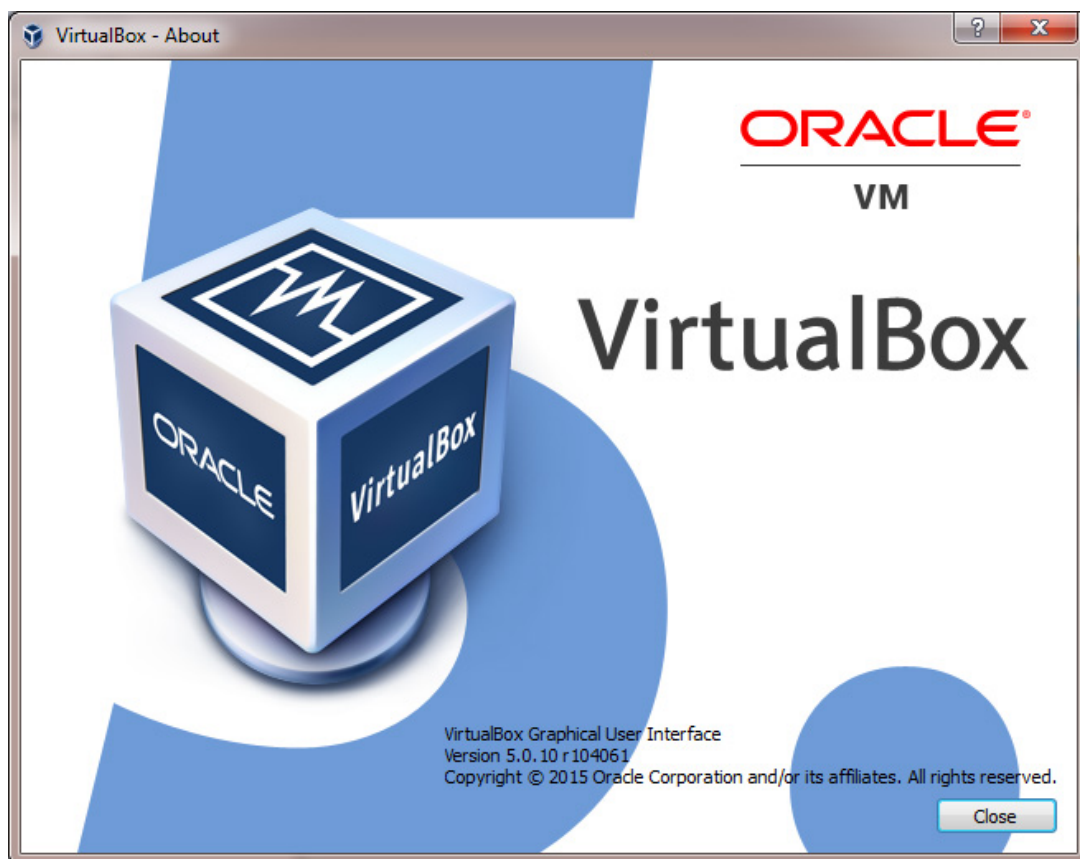 VirtualBox - About
ORACLE®
VM
VirtualBox
ORACLE
VirtualBox
VirtualBox Graphical User Interface
Version 5.0.10 r104061
Copyright © 2015 Oracle Corporation and/or its affiliates. All rights reserved.
Close